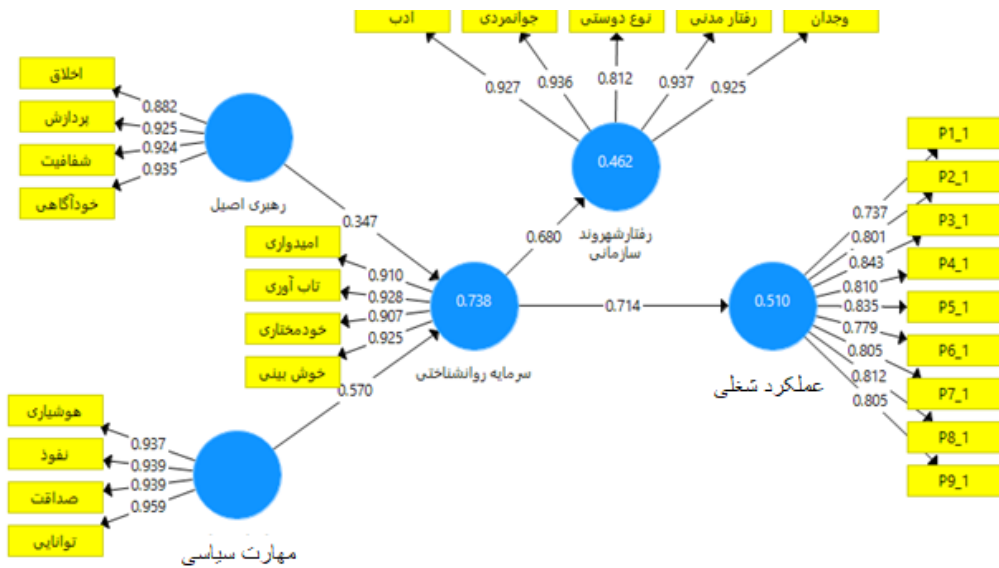 ادب
جوانمردی
نوع دوستی
رفتار مدنی
وجدان
0.927
0.936
0.812
0.937
0.925
0.462
رفتارشهروند
سازمانی
اخلاق
پردازش
شفافیت
خودآگاهی
0.882
0.925
0.924
0.935
رهبری اصیل
0.347
0.680
امیدواری
تاب آوری
خودمختاری
خوش بینی
0.910
0.928
0.907
0.925
0.738
سرمایه روانشناختی
0.570
0.714
0.510
عملکرد شغلی
0.737
0.801
0.843
0.810
0.835
0.779
0.805
0.812
0.805
P1_1
P2_1
P3_1
P4_1
P5_1
P6_1
P7_1
P8_1
P9_1
هوشیاری
نفوذ
صداقت
توانایی
0.937
0.939
0.939
0.959
مهارت سیاسی